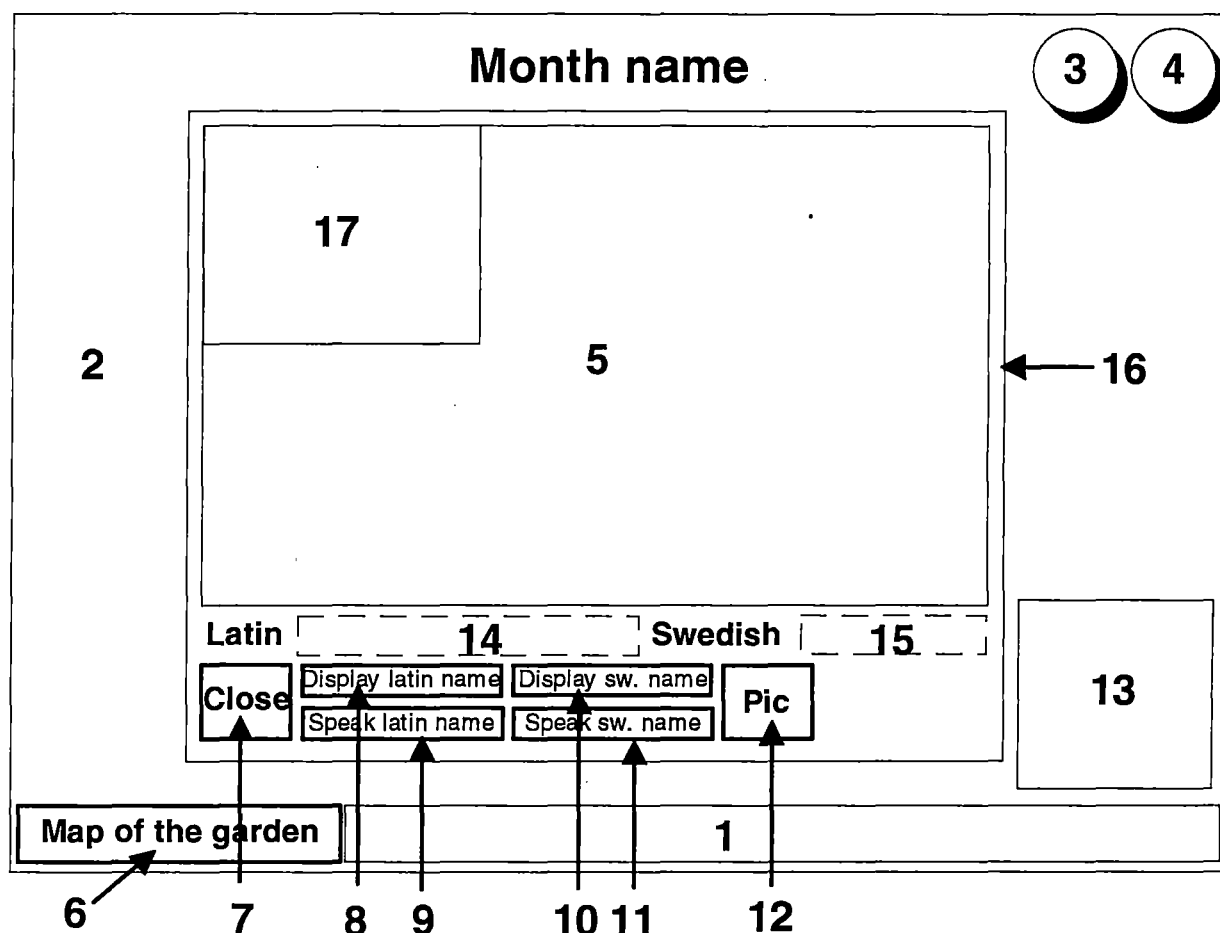 Month name
3 4
17
2
5
16
Latin 14 Swedish 15
13
Close
Display latin name
Display sw. name
Pic
Speak latin name
Speak sw. name
Map of the garden
1
6 7 8 9 10 11 12